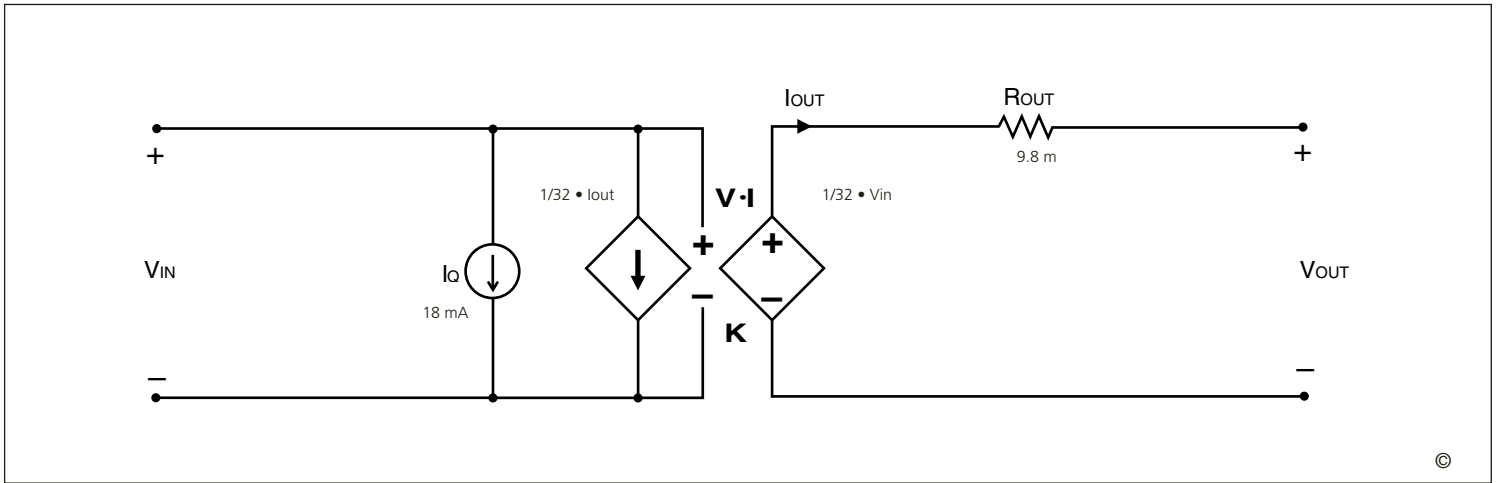 IOUT
ROUT
9.8 m
+
+
1/32 • Iout
V·I
1/32 • Vin
+
+
VIN
IQ
VOUT
18 mA
–
–
K
–
–
©